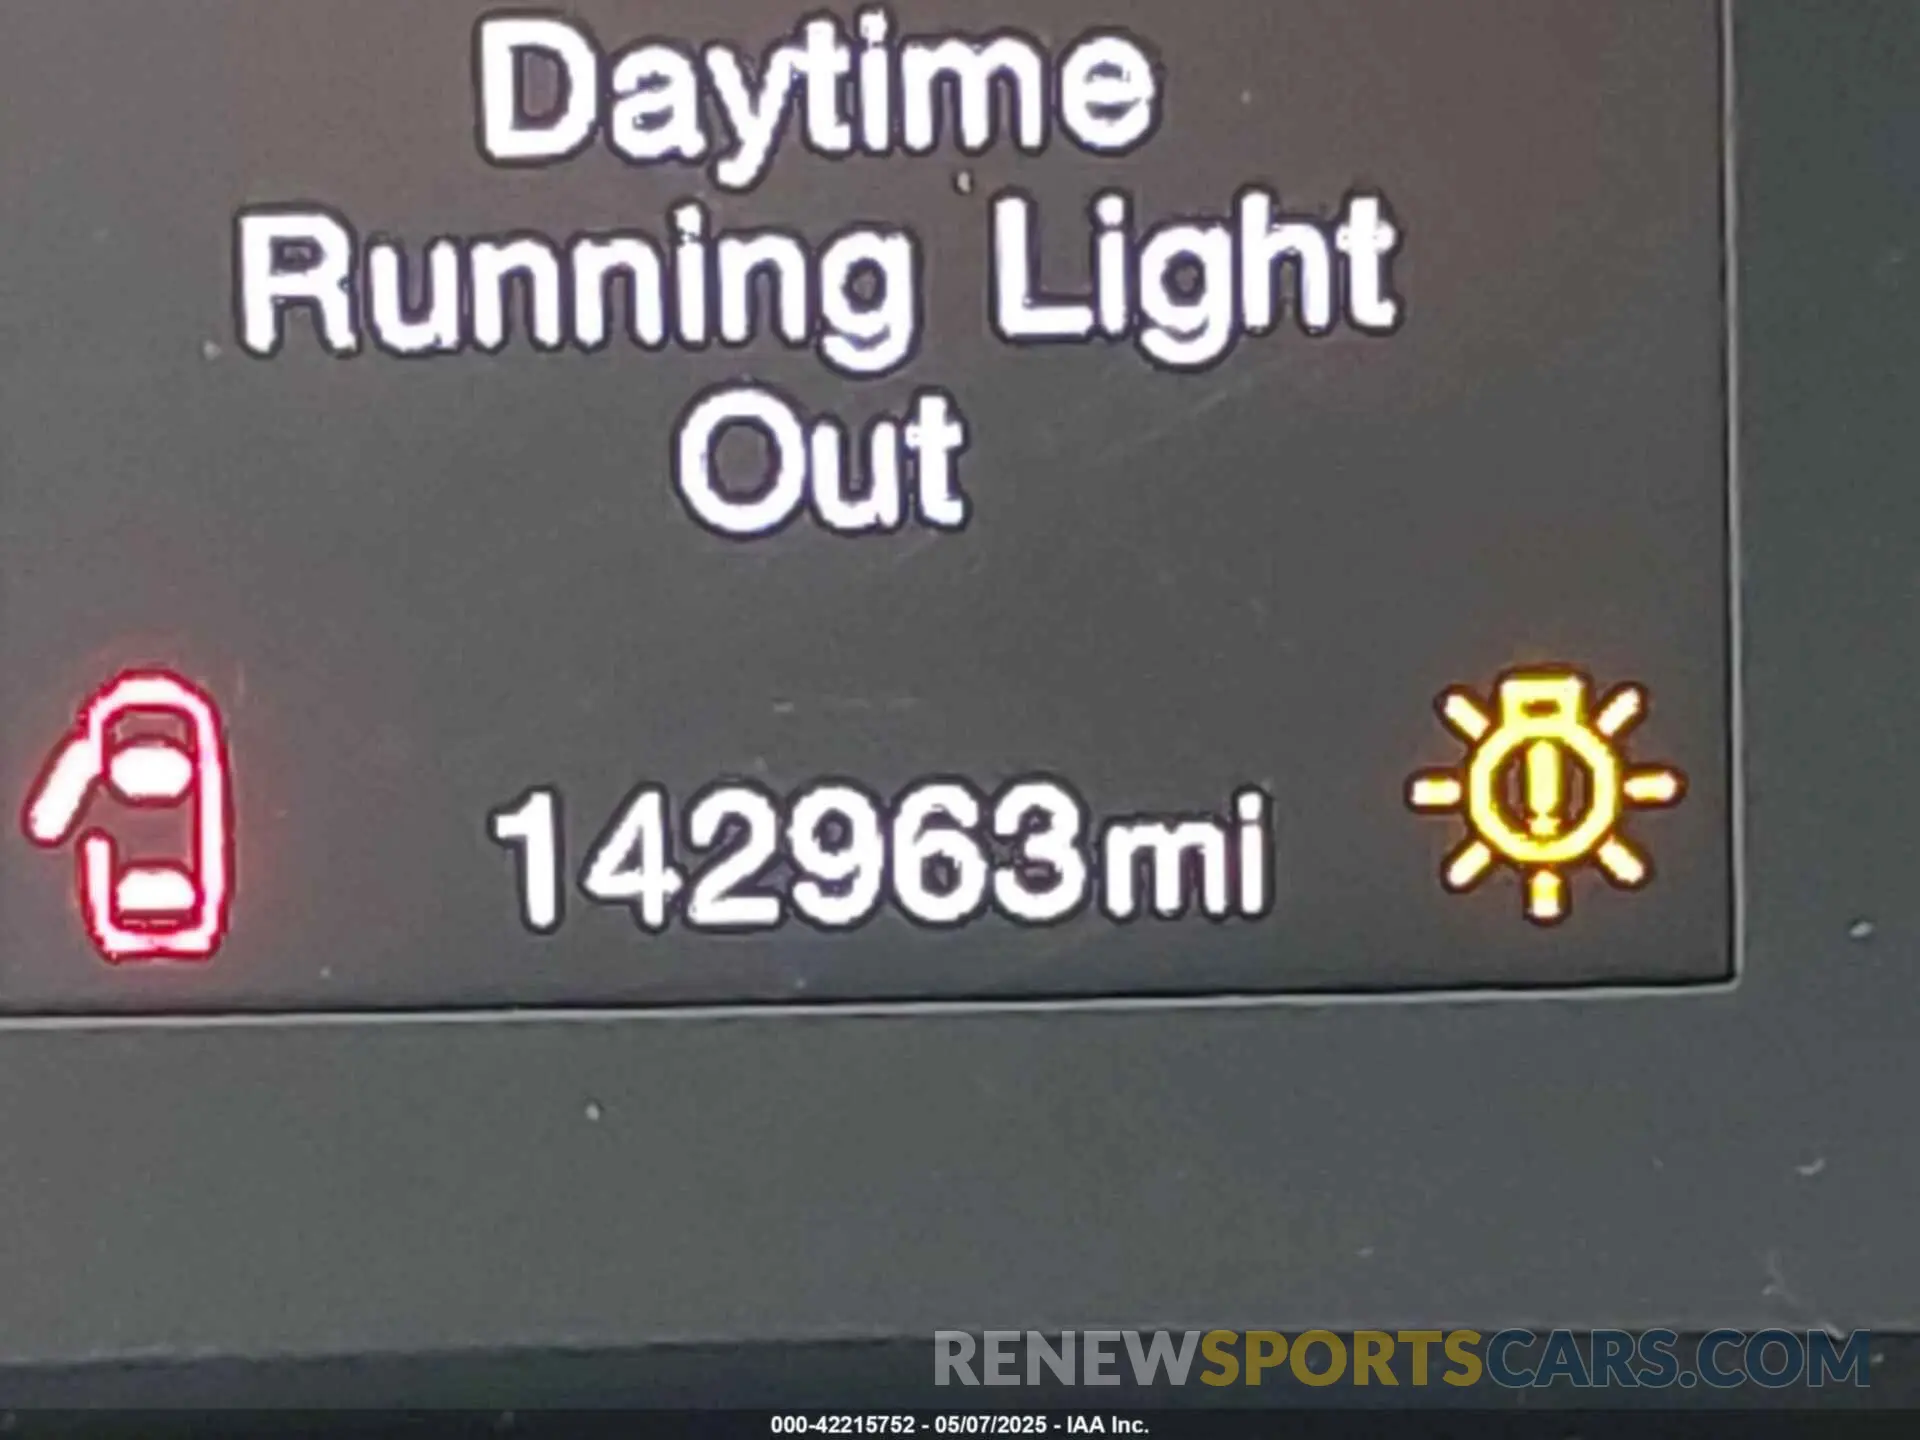 Daytime
Running Light
Out
142963mi
RENEWSPORTSCARS.COM
000-42215752 - 05/07/2025 - IAA Inc.